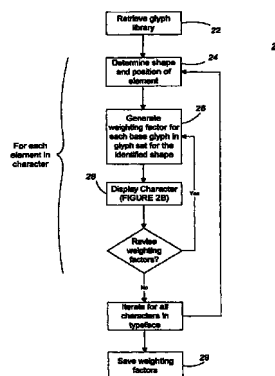 Retrieve glyph
library
22
2
24
Determine shape
and position of
element
26
Generate
weighting factor for
each base glyph in
glyph set for the
identified shape
For each
element in
character
28
Display Character
(FIGURE 2B)
Yes
Revise
weighting
factors?
No
Iterate for all
characters in
typeface
Save weighting
factors
29